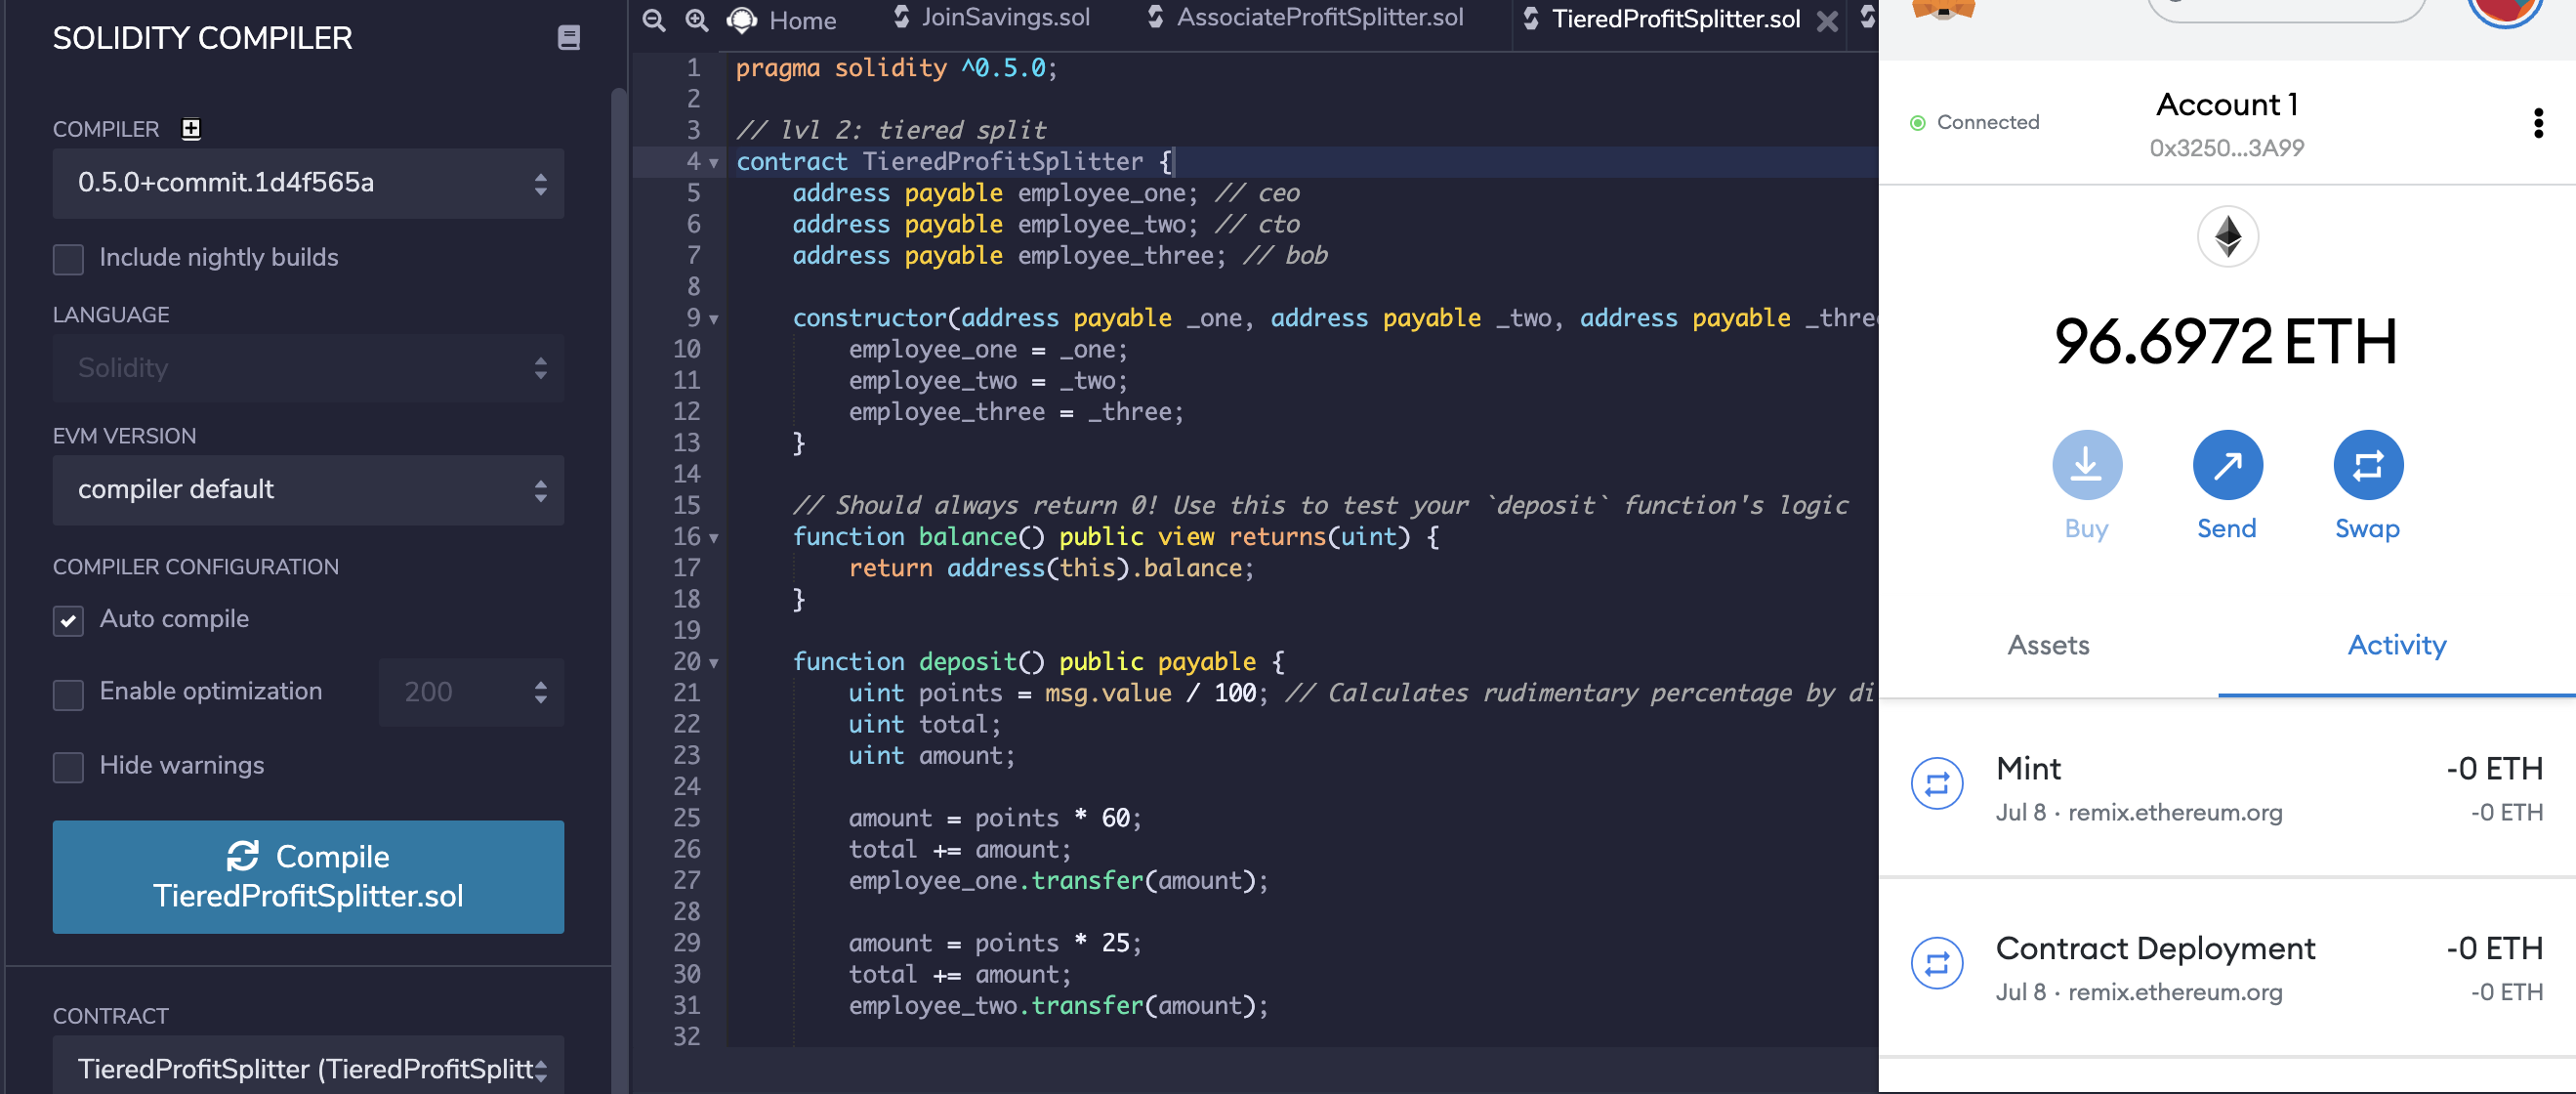 SOLIDITY COMPILER
COMPILER
0.5.0+commit.1d4f565a
Include nightly builds
LANGUAGE
Solidity
EVM VERSION
compiler default
COMPILER CONFIGURATION
Auto compile
Enable optimization 200
Hide warnings
Compile
TieredProfitSplitter.sol
CONTRACT
TieredProfitSplitter (TieredProfitSplitt
Home JoinSavings.sol AssociateProfitSplitter.sol TieredProfitSplitter.sol
1 pragma solidity ^0.5.0;
2
3 // lvl 2: tiered split
4 contract TieredProfitSplitter {
5 address payable employee_one; // ceo
6 address payable employee_two; // cto
7 address payable employee_three; // bob
8
9 constructor(address payable _one, address payable _two, address payable _thre
10 employee_one = _one;
11 employee_two = _two;
12 employee_three = _three;
13 }
14
15 // Should always return 0! Use this to test your `deposit` function's logic
16 function balance() public view returns(uint) {
17 return address(this).balance;
18 }
19
20 function deposit() public payable {
21 uint points = msg.value / 100; // Calculates rudimentary percentage by di
22 uint total;
23 uint amount;
24
25 amount = points * 60;
26 total += amount;
27 employee_one.transfer(amount);
28
29 amount = points * 25;
30 total += amount;
31 employee_two.transfer(amount);
32
Connected
Account 1
0x3250...3A99
96.6972 ETH
Buy Send Swap
Assets Activity
Mint -0 ETH
Jul 8 · remix.ethereum.org -0 ETH
Contract Deployment -0 ETH
Jul 8 · remix.ethereum.org -0 ETH